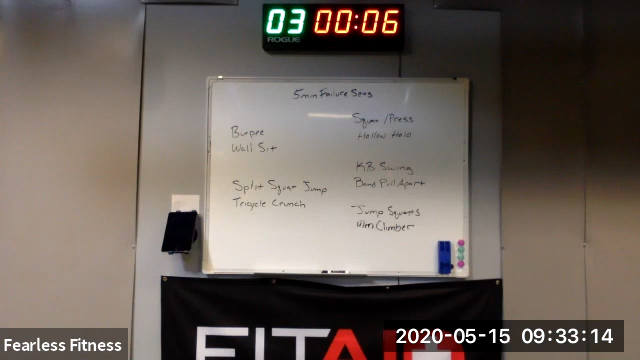 03 00:06
ROGUE
5min Failure Sets
Burpee
Wall Sit
Split Squat Jump
Tricycle Crunch
Squat/Press
Hollow Hold
KB Swing
Band Pull Apart
Jump Squats
Mtn Climber
FITAID
Fearless Fitness
2020-05-15 09:33:14